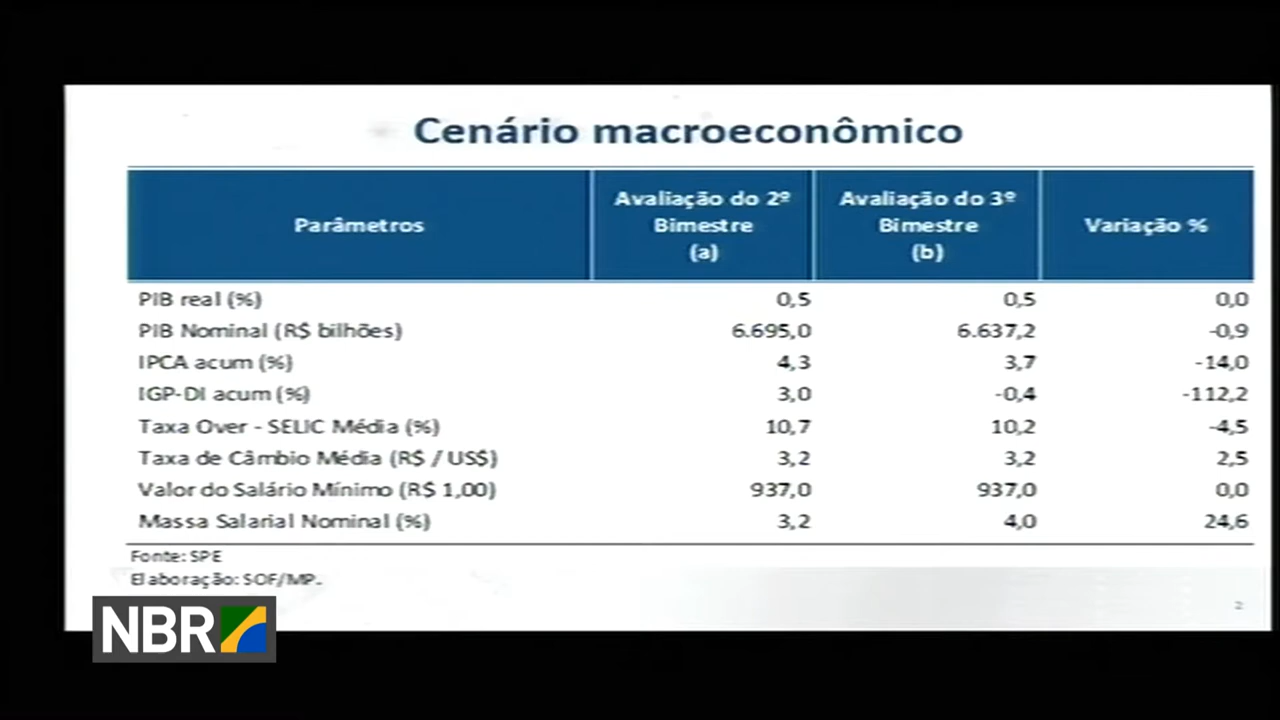 Cenário macroeconômico
Parâmetros
Avaliação do 2º
Bimestre
(a)
Avaliação do 3º
Bimestre
(b)
Variação %
PIB real (%) 0,5 0,5 0,0
PIB Nominal (R$ bilhões) 6.695,0 6.637,2 -0,9
IPCA acum (%) 4,3 3,7 -14,0
IGP-DI acum (%) 3,0 -0,4 -112,2
Taxa Over - SELIC Média (%) 10,7 10,2 -4,5
Taxa de Câmbio Média (R$ / US$) 3,2 3,2 2,5
Valor do Salário Mínimo (R$ 1,00) 937,0 937,0 0,0
Massa Salarial Nominal (%) 3,2 4,0 24,6
Fonte: SPE
Elaboração: SOF/MP.
2
NBR